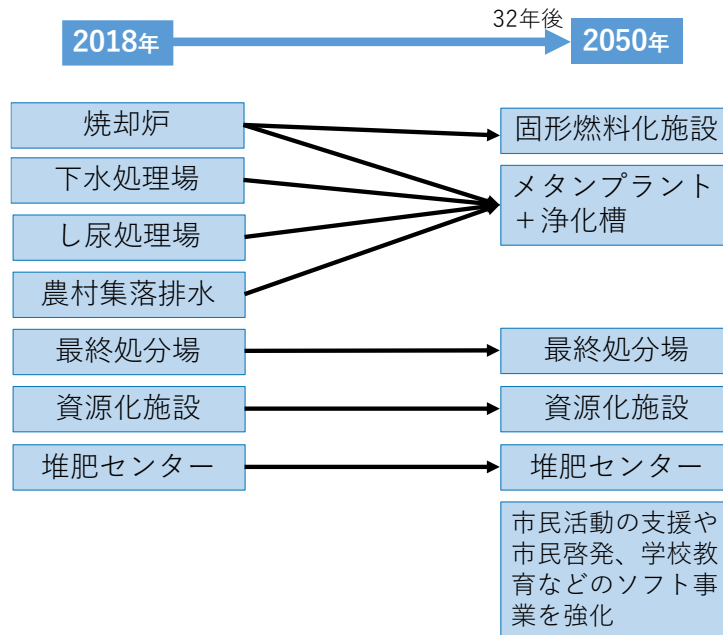 32年後
2018年
2050年
焼却炉
固形燃料化施設
下水処理場
メタンプラント
＋浄化槽
し尿処理場
農村集落排水
最終処分場
最終処分場
資源化施設
資源化施設
堆肥センター
堆肥センター
市民活動の支援や
市民啓発、学校教
育などのソフト事
業を強化